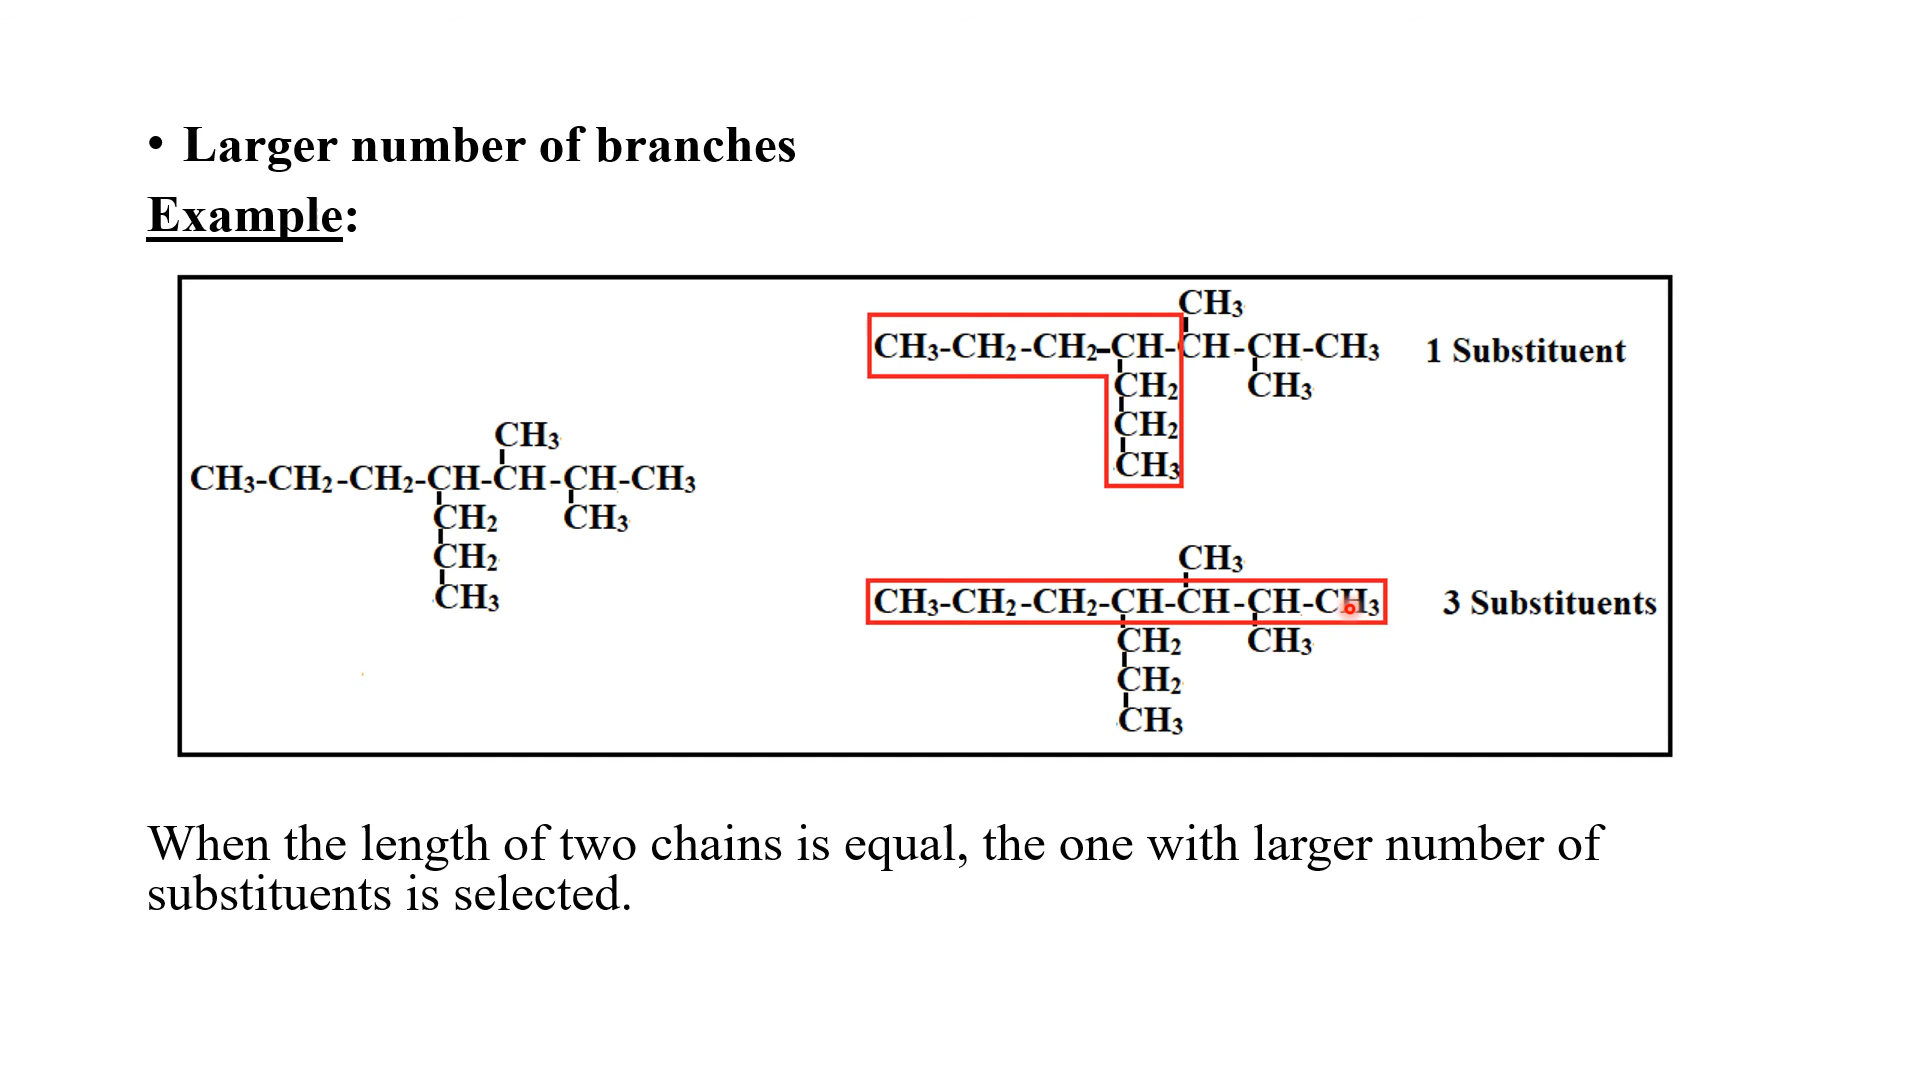 • Larger number of branches
Example:
CH₃
CH₃-CH₂-CH₂-CH-CH-CH-CH₃
CH₂ CH₃
CH₂
CH₃
CH₃
CH₃-CH₂-CH₂-CH-CH-CH-CH₃ 1 Substituent
CH₂ CH₃
CH₂
CH₃
CH₃
CH₃-CH₂-CH₂-CH-CH-CH-CH₃ 3 Substituents
CH₂ CH₃
CH₂
CH₃
When the length of two chains is equal, the one with larger number of
substituents is selected.